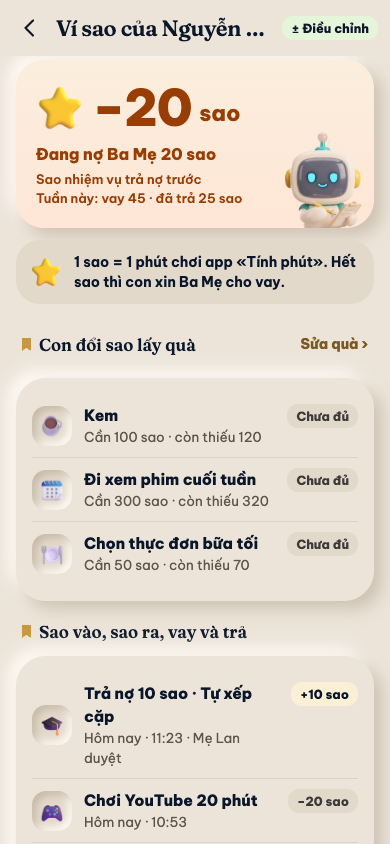 Ví sao của Nguyễn ...
± Điều chỉnh
−20 sao
Đang nợ Ba Mẹ 20 sao
Sao nhiệm vụ trả nợ trước
Tuần này: vay 45 · đã trả 25 sao
1 sao = 1 phút chơi app «Tính phút». Hết
sao thì con xin Ba Mẹ cho vay.
Con đổi sao lấy quà
Sửa quà ›
Kem
Chưa đủ
Cần 100 sao · còn thiếu 120
Đi xem phim cuối tuần
Chưa đủ
Cần 300 sao · còn thiếu 320
Chọn thực đơn bữa tối
Chưa đủ
Cần 50 sao · còn thiếu 70
Sao vào, sao ra, vay và trả
Trả nợ 10 sao · Tự xếp
cặp
+10 sao
Hôm nay · 11:23 · Mẹ Lan
duyệt
Chơi YouTube 20 phút
−20 sao
Hôm nay · 10:53